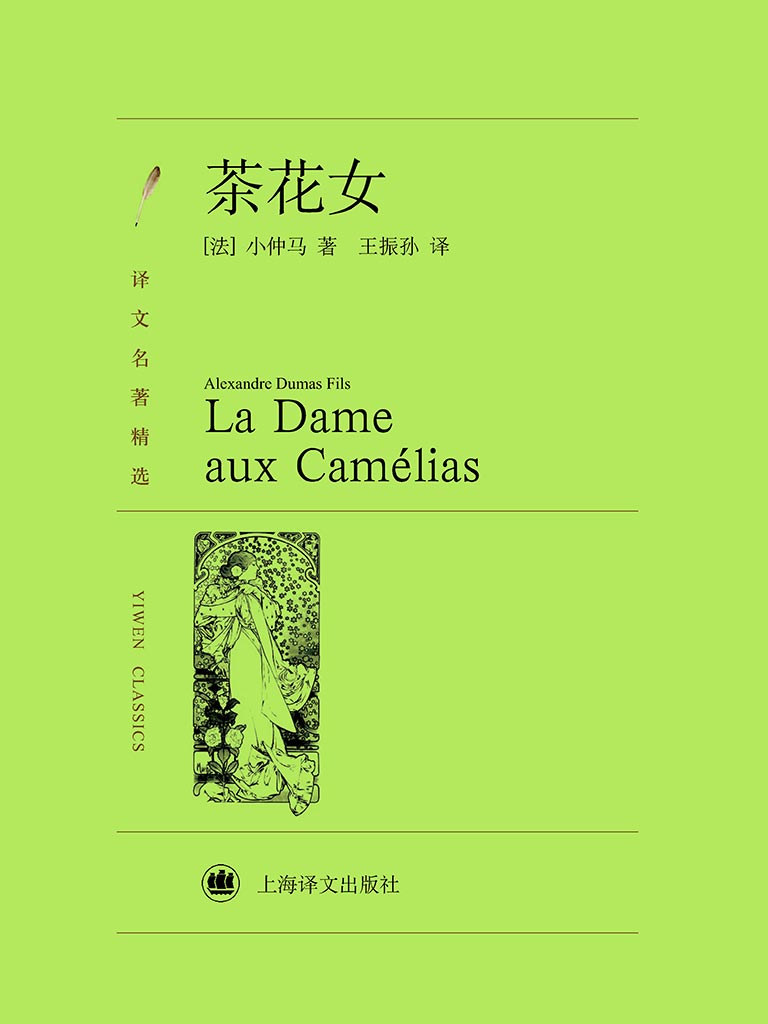 茶花女
[法] 小仲马 著 王振孙 译
译文名著精选
Alexandre Dumas Fils
La Dame
aux Camélias
YIWEN CLASSICS
上海译文出版社